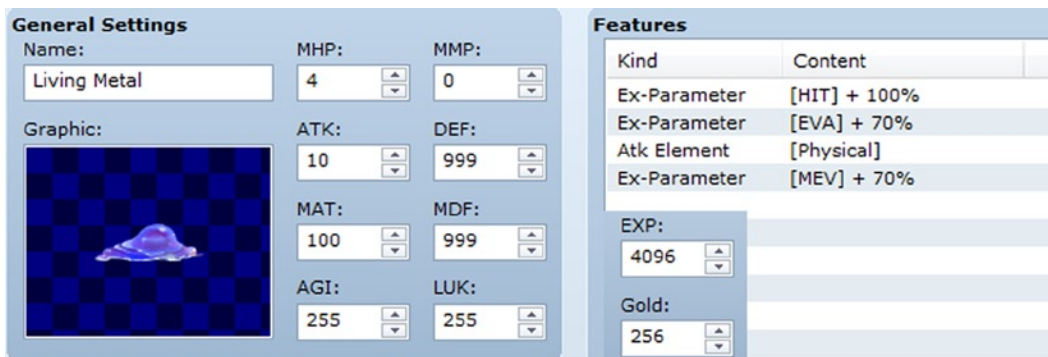 General Settings
Name: MHP: MMP:
Living Metal 4 0
Graphic: ATK: DEF:
10 999
MAT: MDF:
100 999
AGI: LUK:
255 255
Features
Kind Content
Ex-Parameter [HIT] + 100%
Ex-Parameter [EVA] + 70%
Atk Element [Physical]
Ex-Parameter [MEV] + 70%
EXP:
4096
Gold:
256